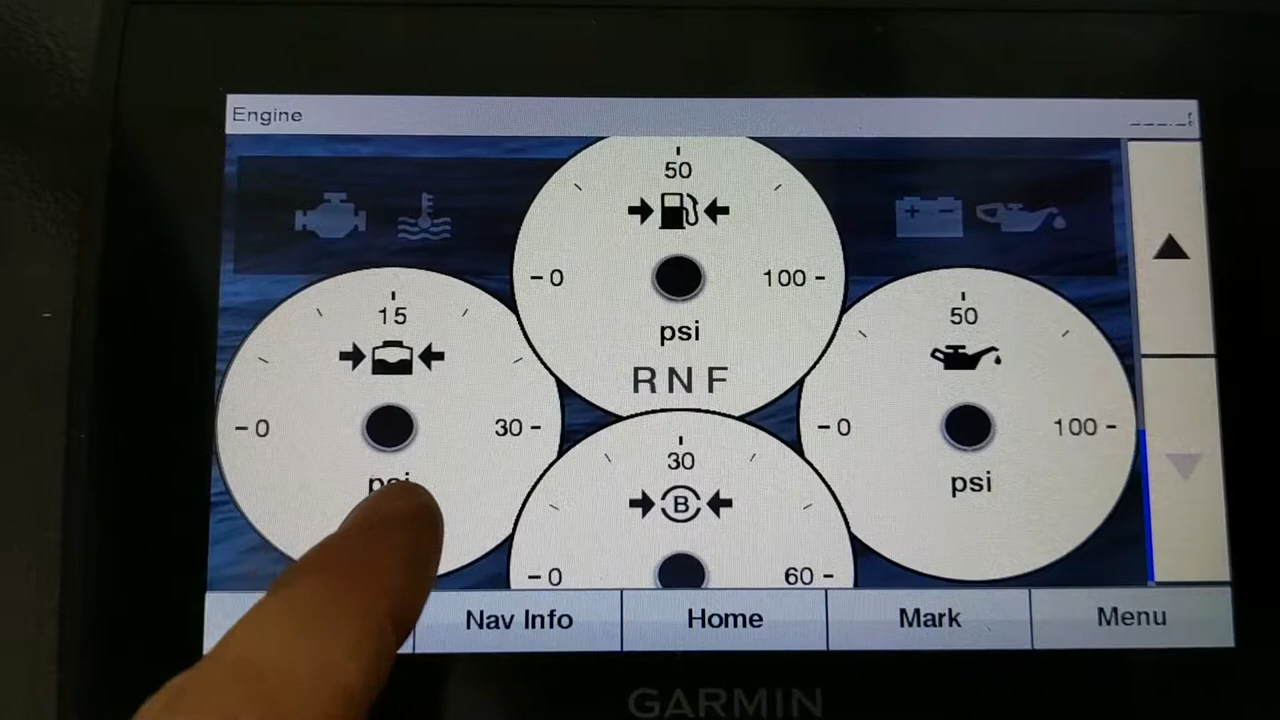 Engine
50
- 0
100 -
psi
R N F
15
- 0
30 -
psi
50
- 0
100 -
psi
30
B
- 0
60 -
Nav Info
Home
Mark
Menu
GARMIN